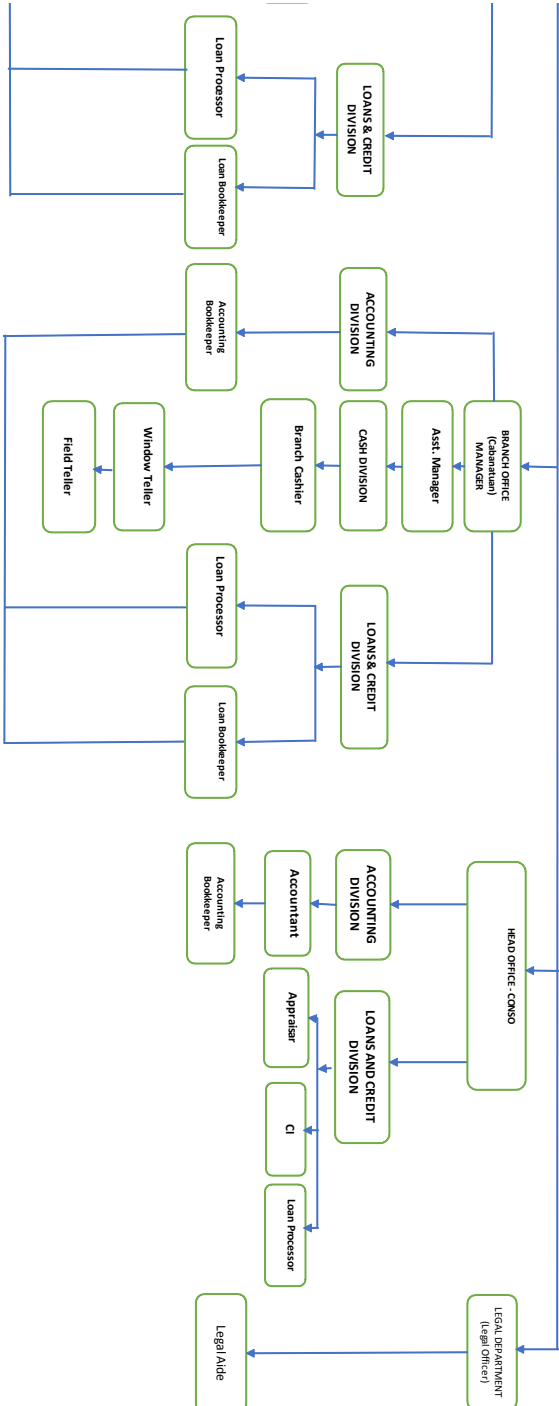 LOANS & CREDIT
DIVISION
Loan Processor
Loan Bookkeeper
BRANCH OFFICE
(Cabanatuan)
MANAGER
Asst. Manager
ACCOUNTING
DIVISION
CASH DIVISION
LOANS& CREDIT
DIVISION
Accounting
Bookkeeper
Branch Cashier
Loan Processor
Loan Bookkeeper
Window Teller
Field Teller
HEAD OFFICE - CONSO
ACCOUNTING
DIVISION
LOANS AND CREDIT
DIVISION
Accountant
Appraisar
CI
Loan Processor
Accounting
Bookkeeper
LEGAL DEPARTMENT
(Legal Officer)
Legal Aide